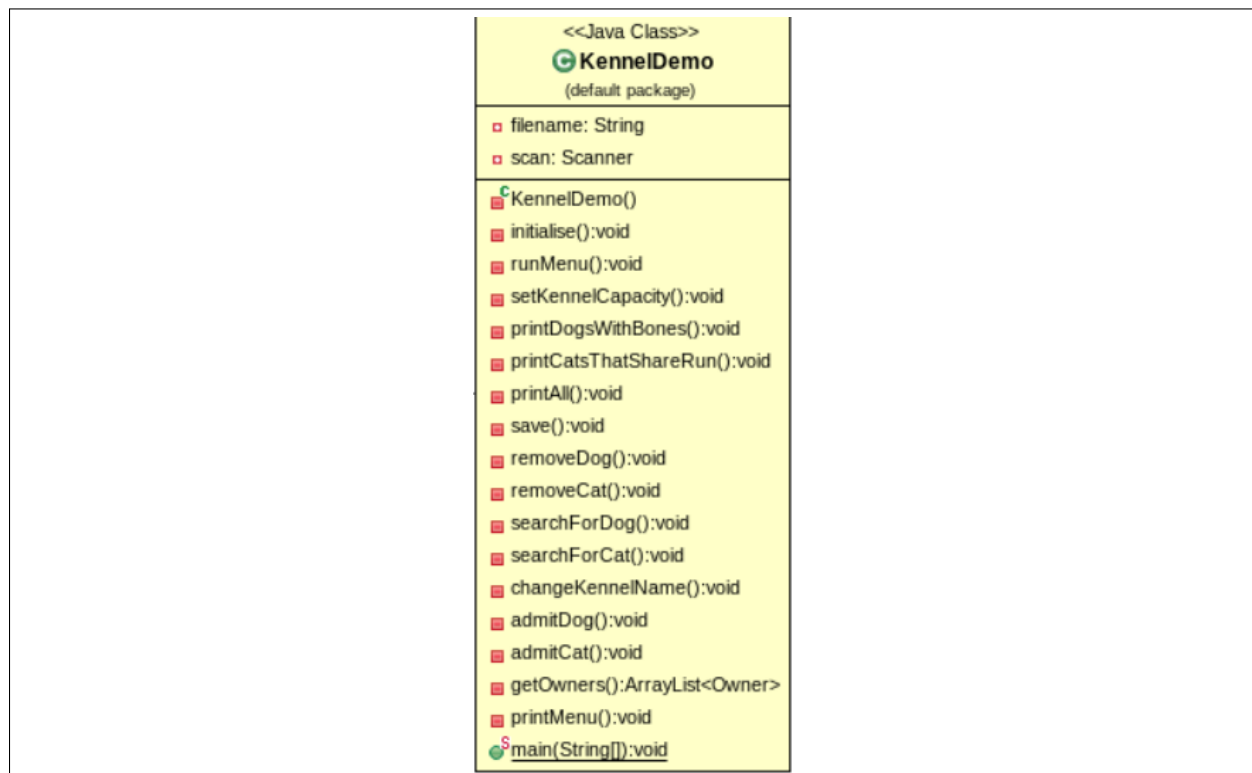 <<Java Class>>
KennelDemo
(default package)
filename: String
scan: Scanner
KennelDemo()
initialise():void
runMenu():void
setKennelCapacity():void
printDogsWithBones():void
printCatsThatShareRun():void
printAll():void
save():void
removeDog():void
removeCat():void
searchForDog():void
searchForCat():void
changeKennelName():void
admitDog():void
admitCat():void
getOwners():ArrayList<Owner>
printMenu():void
main(String[]):void